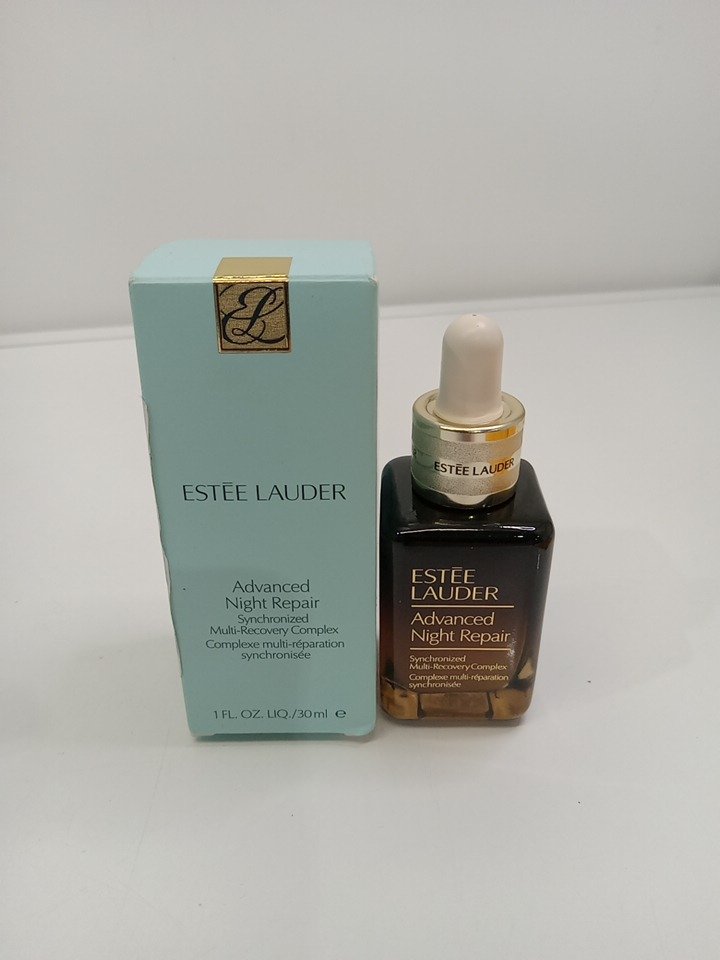 EL
ESTĒE LAUDER
Advanced
Night Repair
Synchronized
Multi-Recovery Complex
Complexe multi-réparation
synchronisée
1 FL. OZ. LIQ./30 ml ℮
ESTĒE LAUDER
ESTĒE
LAUDER
Advanced
Night Repair
Synchronized
Multi-Recovery Complex
Complexe multi-réparation
synchronisée